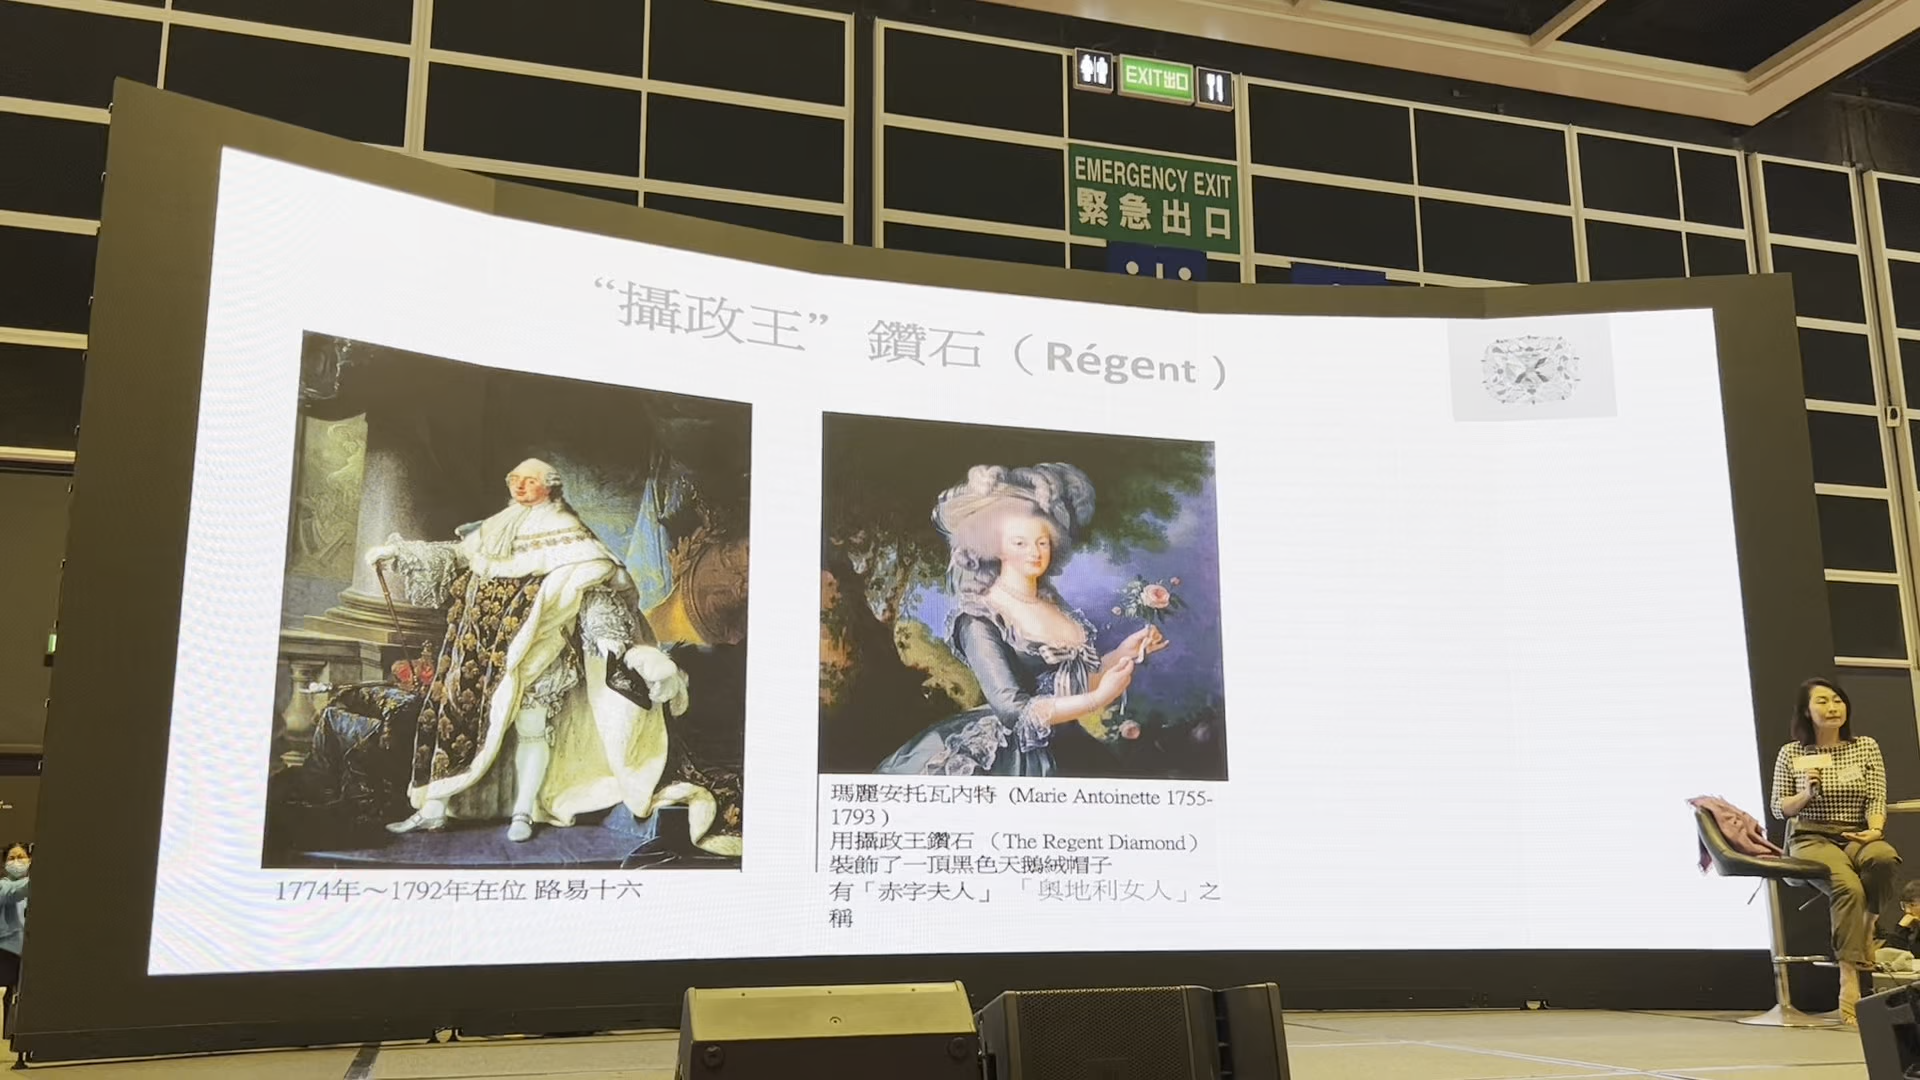 EXIT出口
EMERGENCY EXIT
緊急出口
“攝政王”鑽石（Régent）
1774年～1792年在位 路易十六
瑪麗安托瓦內特 (Marie Antoinette 1755-
1793 )
用攝政王鑽石 （The Regent Diamond）
裝飾了一頂黑色天鵝絨帽子
有「赤字夫人」「奧地利女人」之
稱